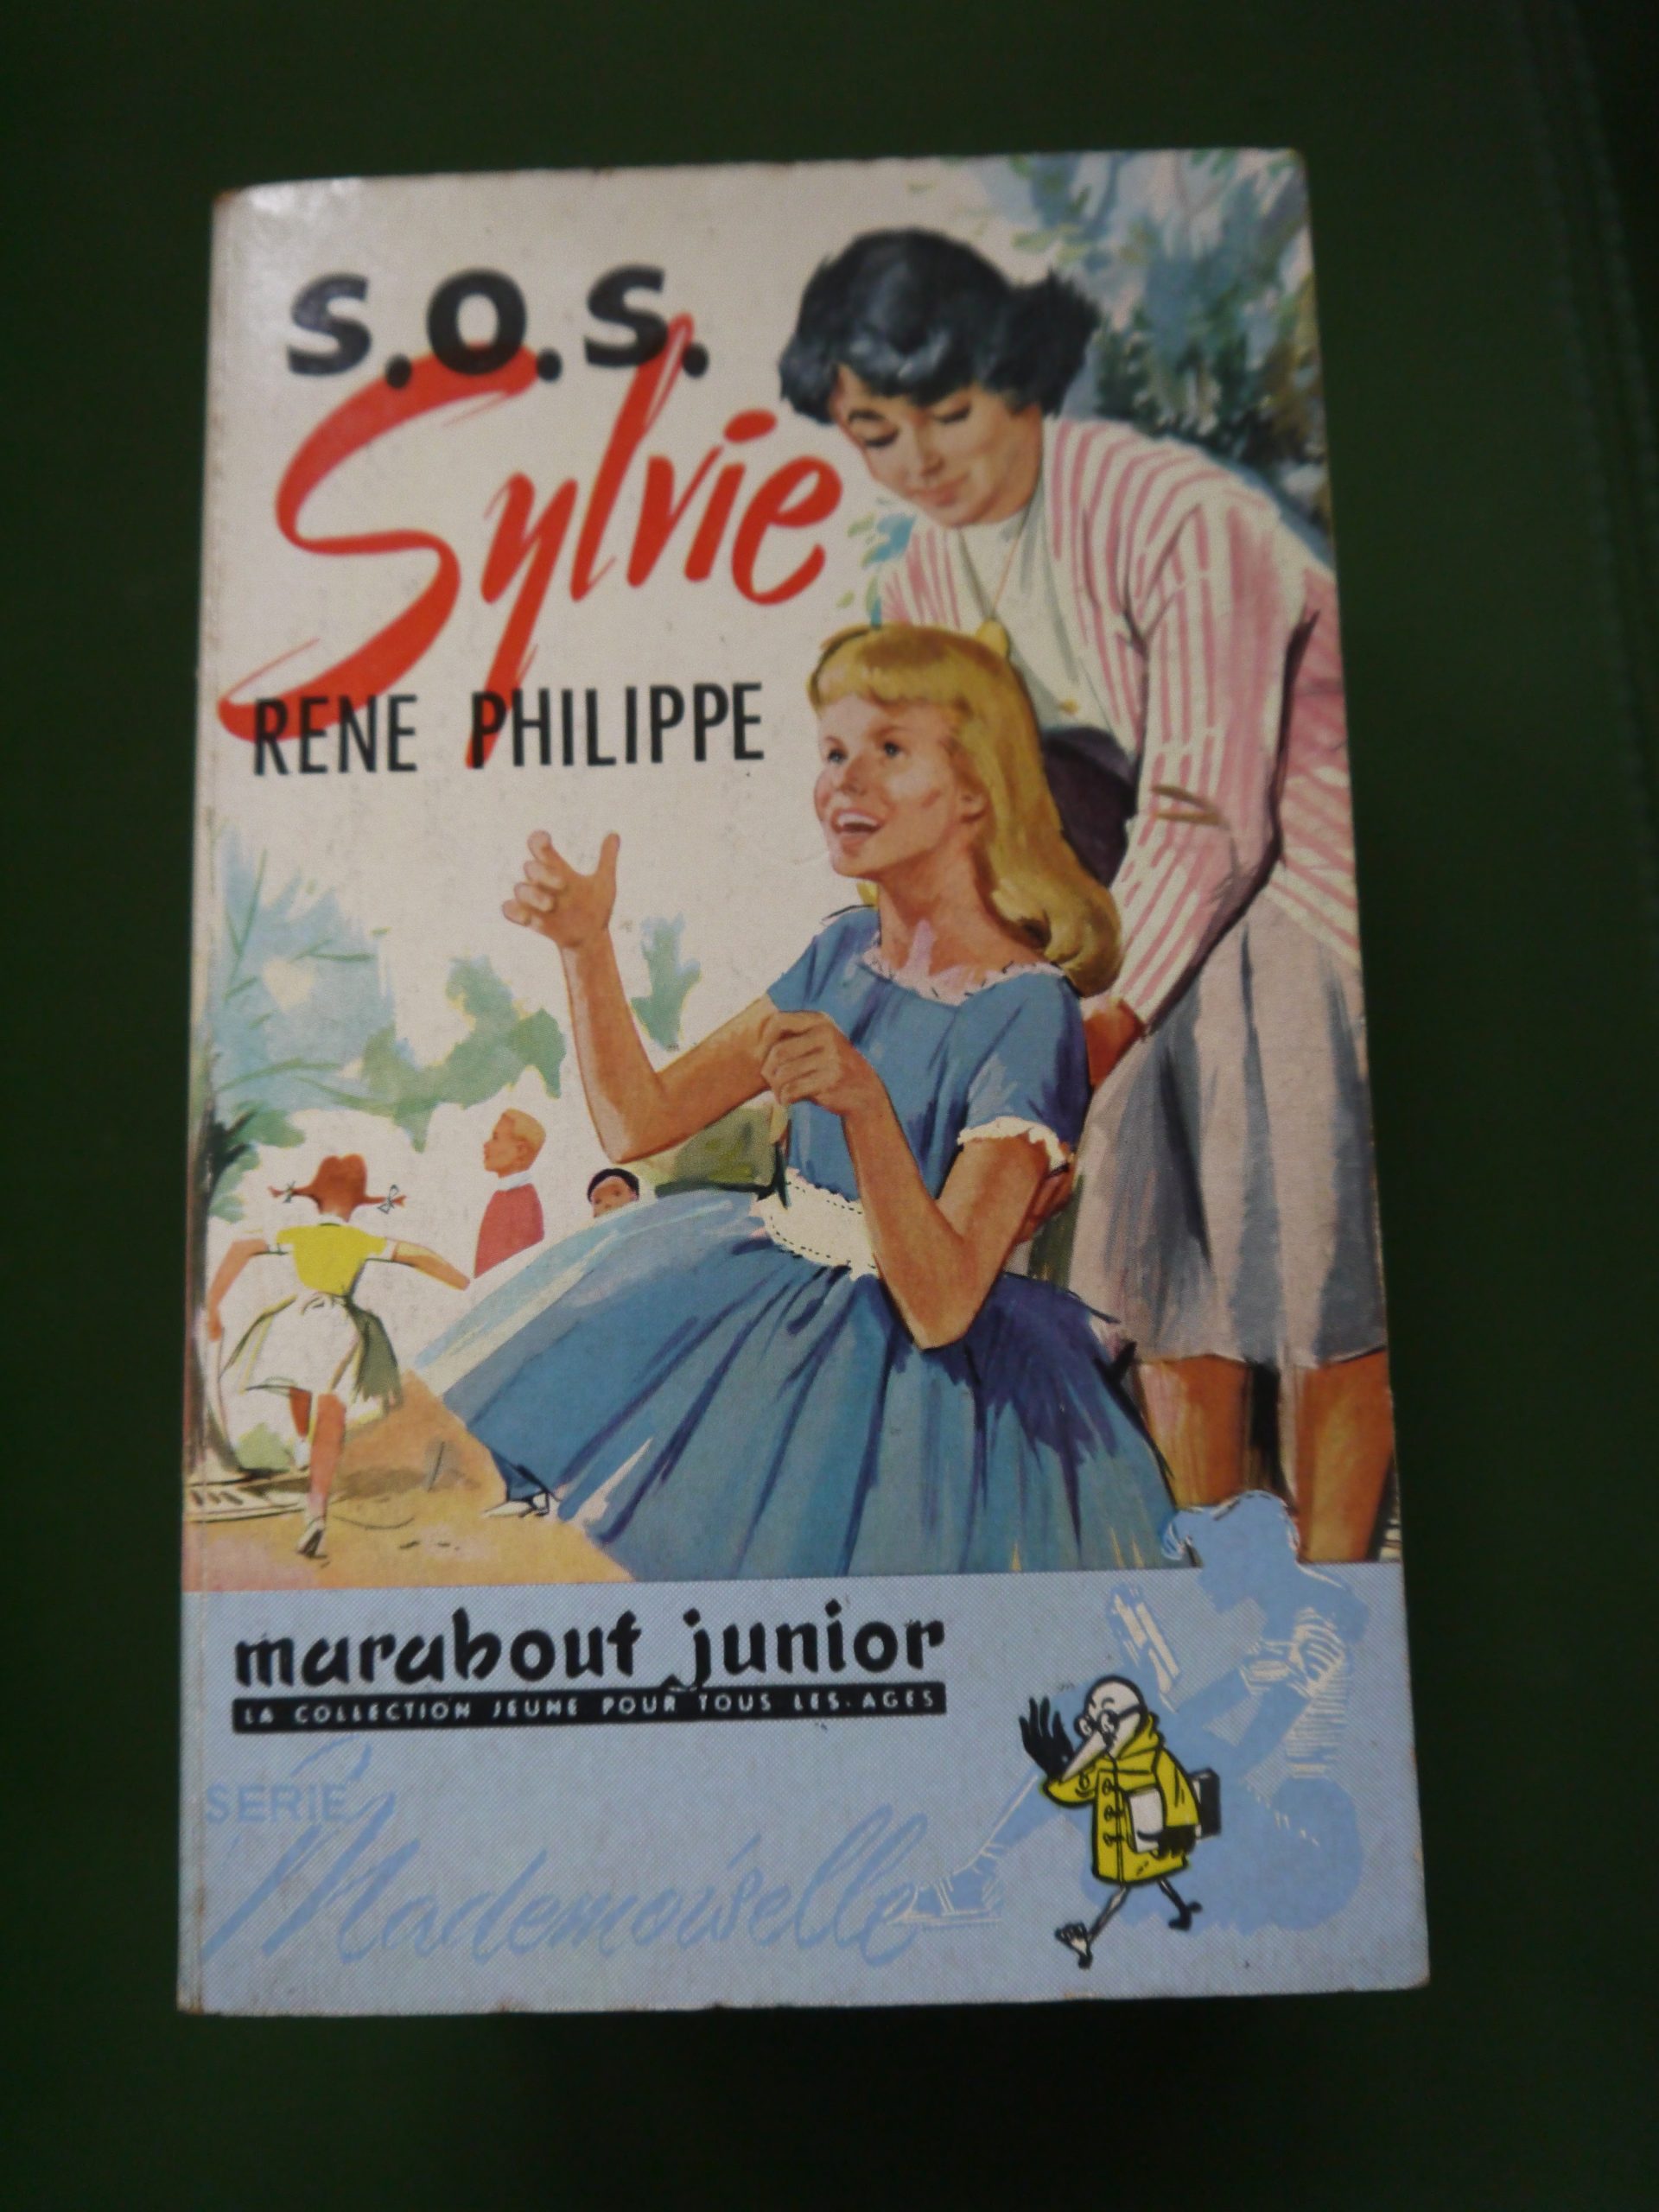 S.O.S.
Sylvie
RENE PHILIPPE
marabout junior
LA COLLECTION JEUNE POUR TOUS LES AGES
SERIE
Mademoiselle